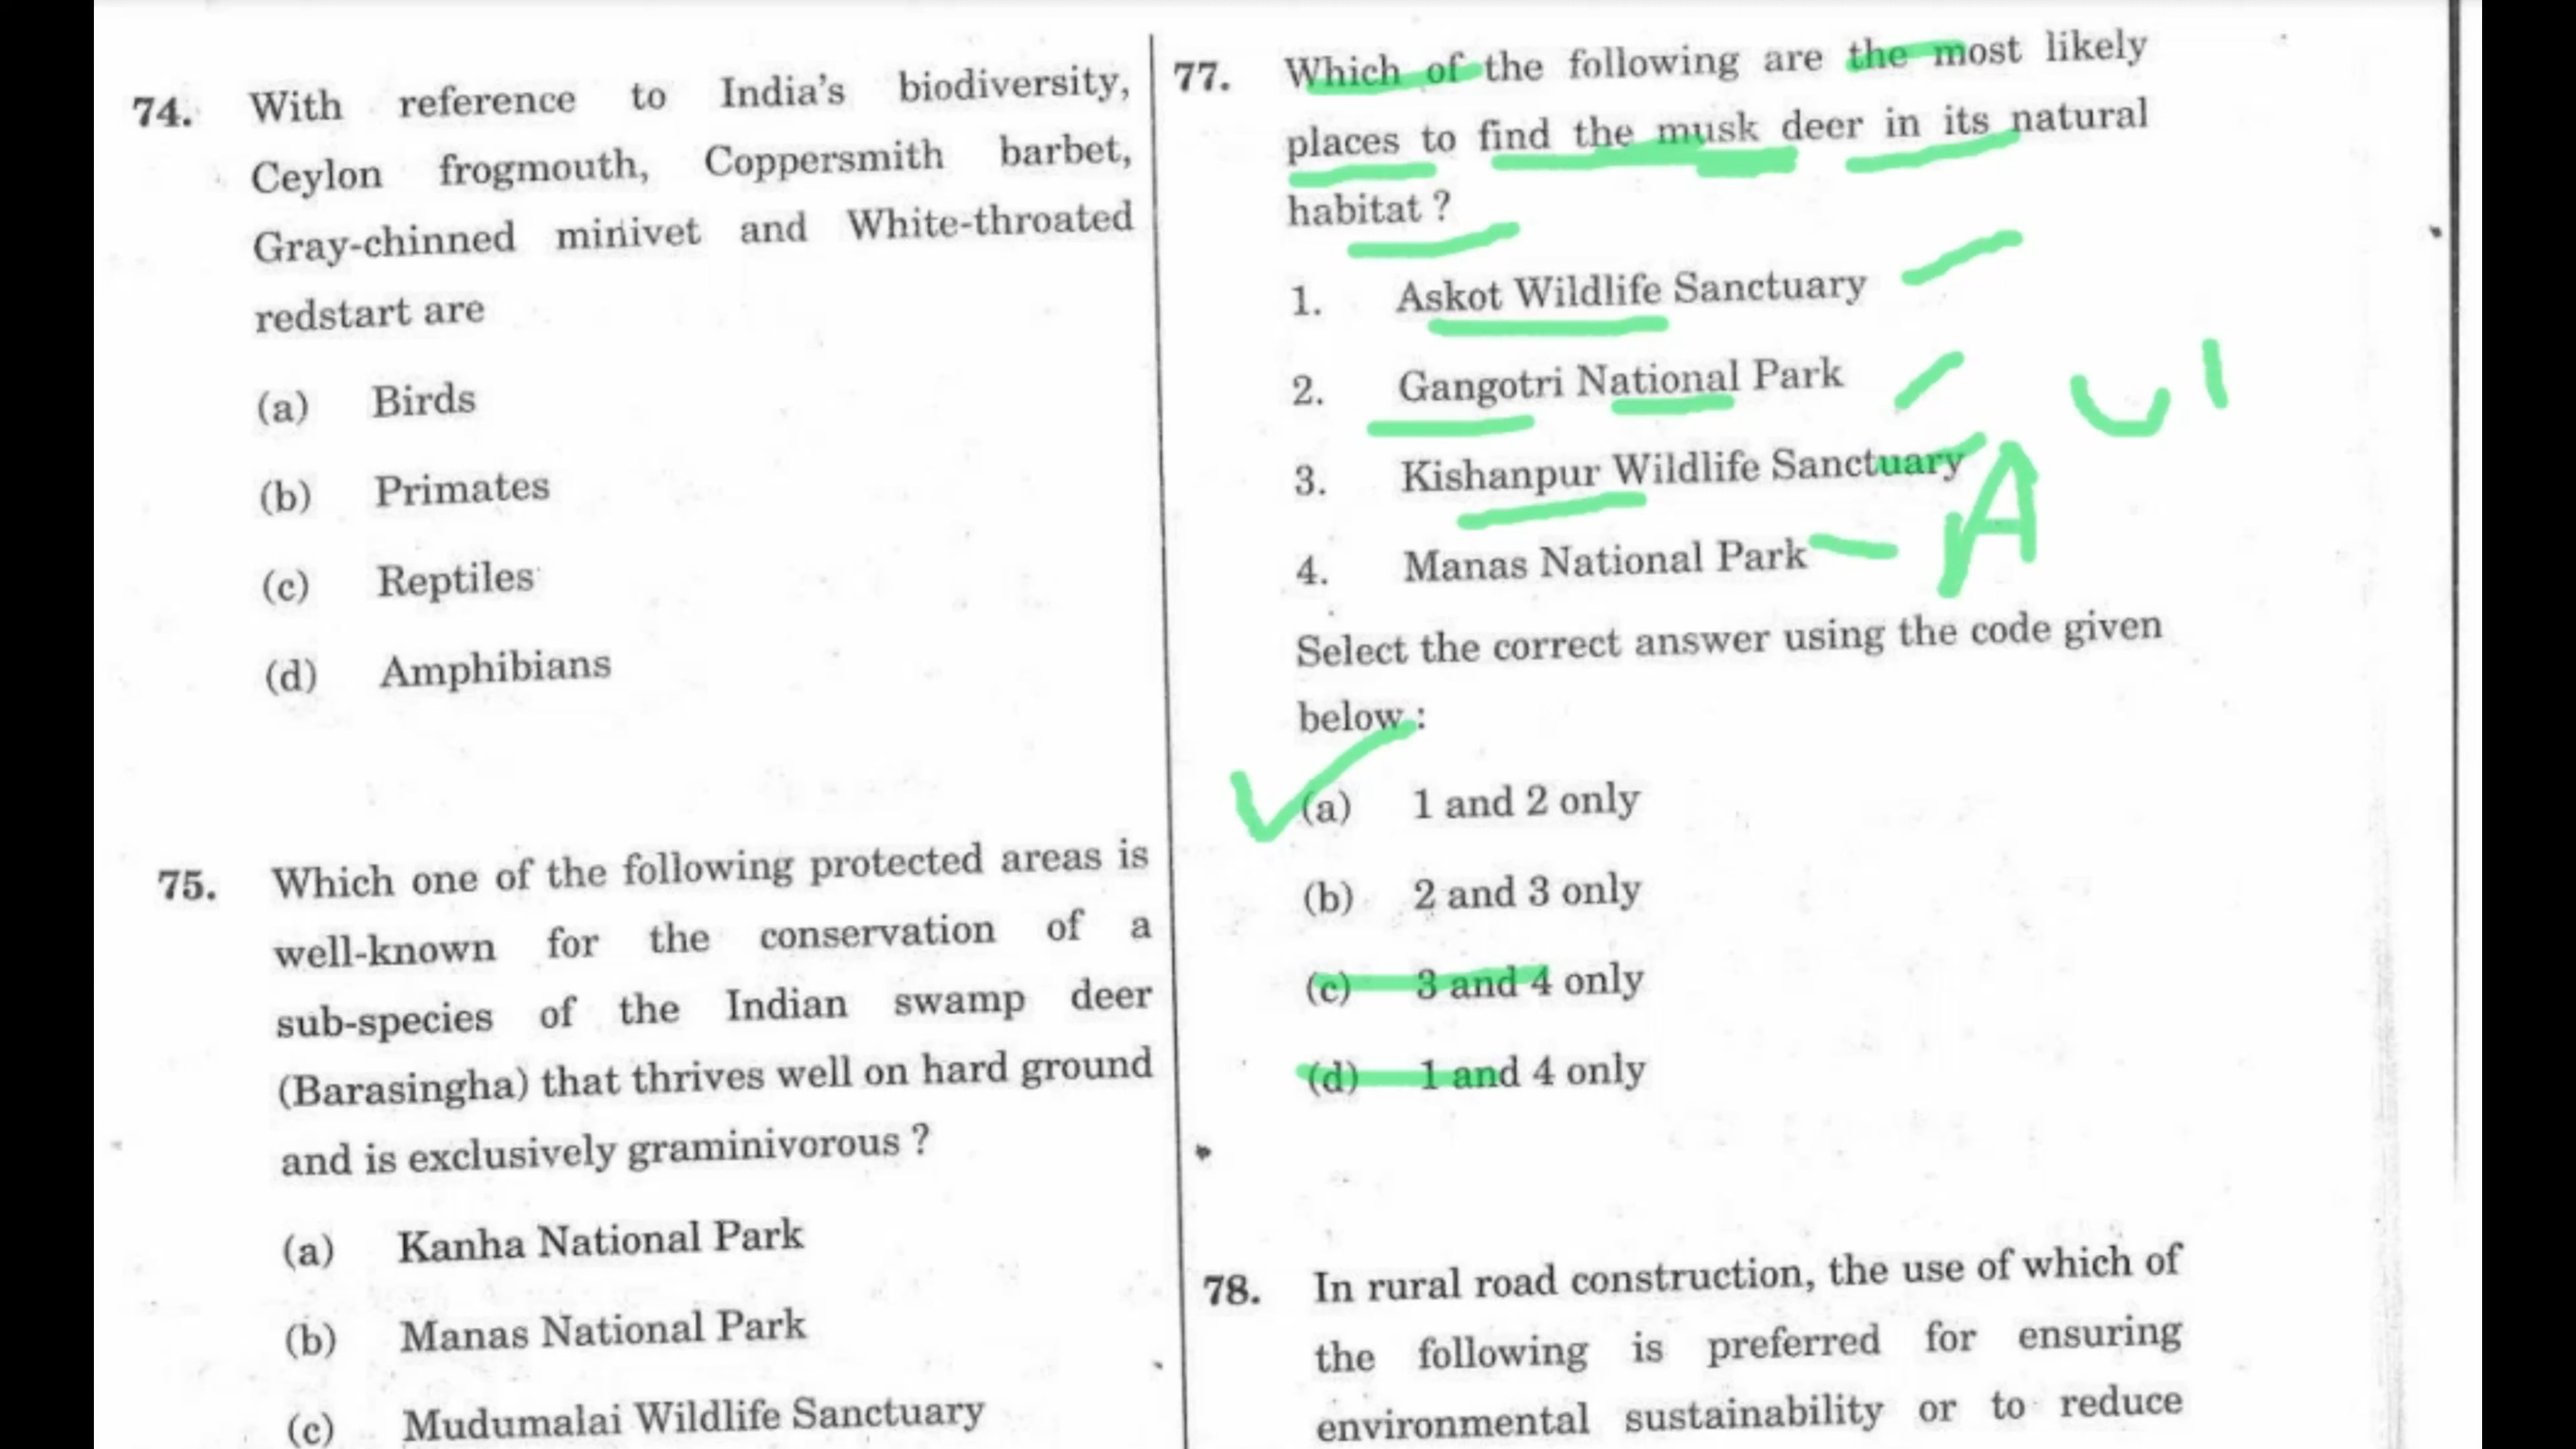 74. With reference to India's biodiversity,
Ceylon frogmouth, Coppersmith barbet,
Gray-chinned minivet and White-throated
redstart are
(a) Birds
(b) Primates
(c) Reptiles
(d) Amphibians
75. Which one of the following protected areas is
well-known for the conservation of a
sub-species of the Indian swamp deer
(Barasingha) that thrives well on hard ground
and is exclusively graminivorous ?
(a) Kanha National Park
(b) Manas National Park
(c) Mudumalai Wildlife Sanctuary
77. Which of the following are the most likely
places to find the musk deer in its natural
habitat ?
1. Askot Wildlife Sanctuary
2. Gangotri National Park
3. Kishanpur Wildlife Sanctuary
4. Manas National Park
A
Select the correct answer using the code given
below :
(a) 1 and 2 only
(b) 2 and 3 only
(c) 3 and 4 only
(d) 1 and 4 only
78. In rural road construction, the use of which of
the following is preferred for ensuring
environmental sustainability or to reduce